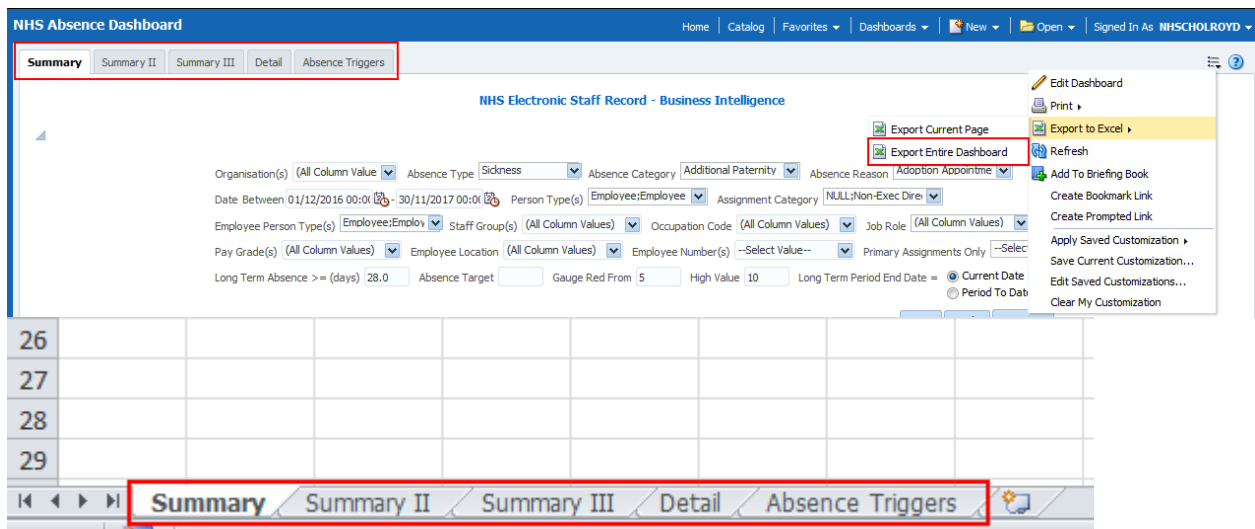 NHS Absence Dashboard Home Catalog Favorites Dashboards New Open Signed In As NHSCHOLROYD
Summary Summary II Summary III Detail Absence Triggers
NHS Electronic Staff Record - Business Intelligence
Edit Dashboard
Print
Export to Excel
Export Current Page
Export Entire Dashboard
Refresh
Add To Briefing Book
Create Bookmark Link
Create Prompted Link
Apply Saved Customization
Save Current Customization...
Edit Saved Customizations...
Clear My Customization
Organisation(s) (All Column Value Absence Type Sickness Absence Category Additional Paternity Absence Reason Adoption Appointme
Date Between 01/12/2016 00:0 - 30/11/2017 00:0 Person Type(s) Employee;Employee Assignment Category NULL;Non-Exec Dire
Employee Person Type(s) Employee;Employ Staff Group(s) (All Column Values) Occupation Code (All Column Values) Job Role (All Column Values)
Pay Grade(s) (All Column Values) Employee Location (All Column Values) Employee Number(s) --Select Value-- Primary Assignments Only --Selec
Long Term Absence >= (days) 28.0 Absence Target Gauge Red From 5 High Value 10 Long Term Period End Date = Current Date
Period To Dat
26
27
28
29
Summary Summary II Summary III Detail Absence Triggers